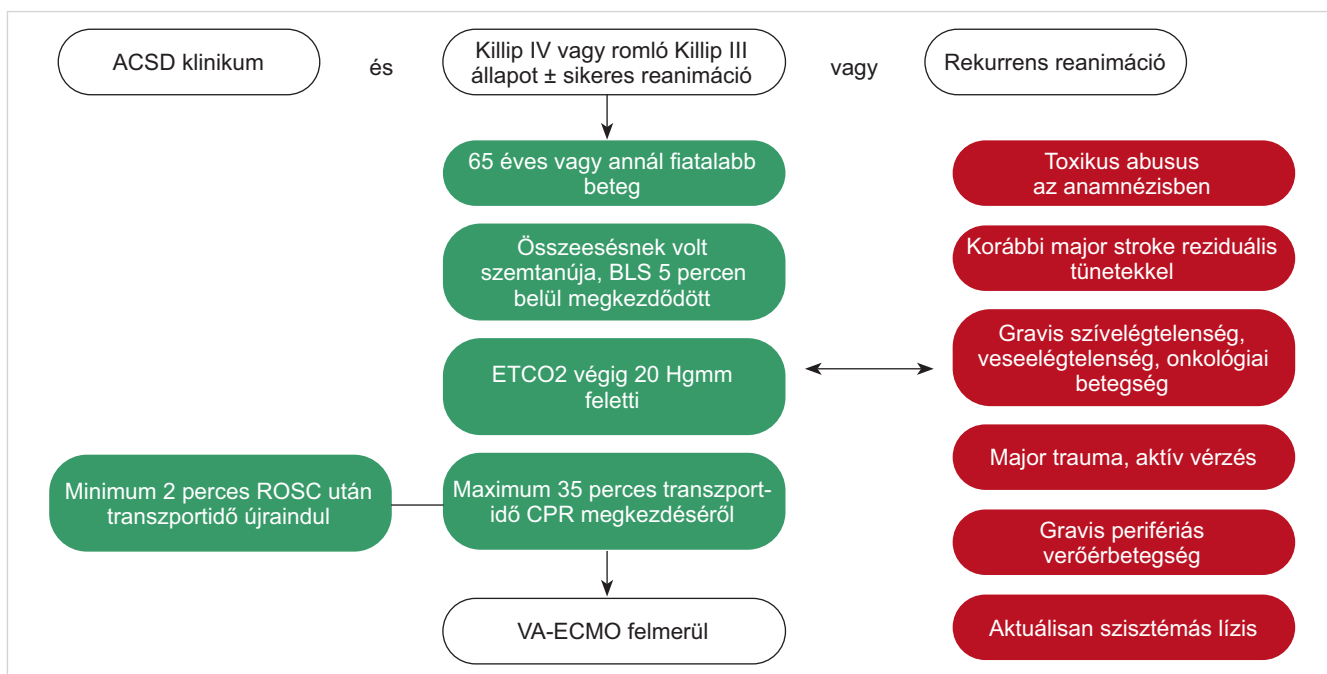 ACSD klinikum
és
Killip IV vagy romló Killip III
állapot ± sikeres reanimáció
vagy
Rekurrens reanimáció
65 éves vagy annál fiatalabb
beteg
Összeesésnek volt
szemtanúja, BLS 5 percen
belül megkezdődött
ETCO2 végig 20 Hgmm
feletti
Minimum 2 perces ROSC után
transzportidő újraindul
Maximum 35 perces transzport-
idő CPR megkezdéséről
VA-ECMO felmerül
Toxikus abusus
az anamnézisben
Korábbi major stroke reziduális
tünetekkel
Gravis szívelégtelenség,
veseelégtelenség, onkológiai
betegség
Major trauma, aktív vérzés
Gravis perifériás
verőérbetegség
Aktuálisan szisztémás lízis